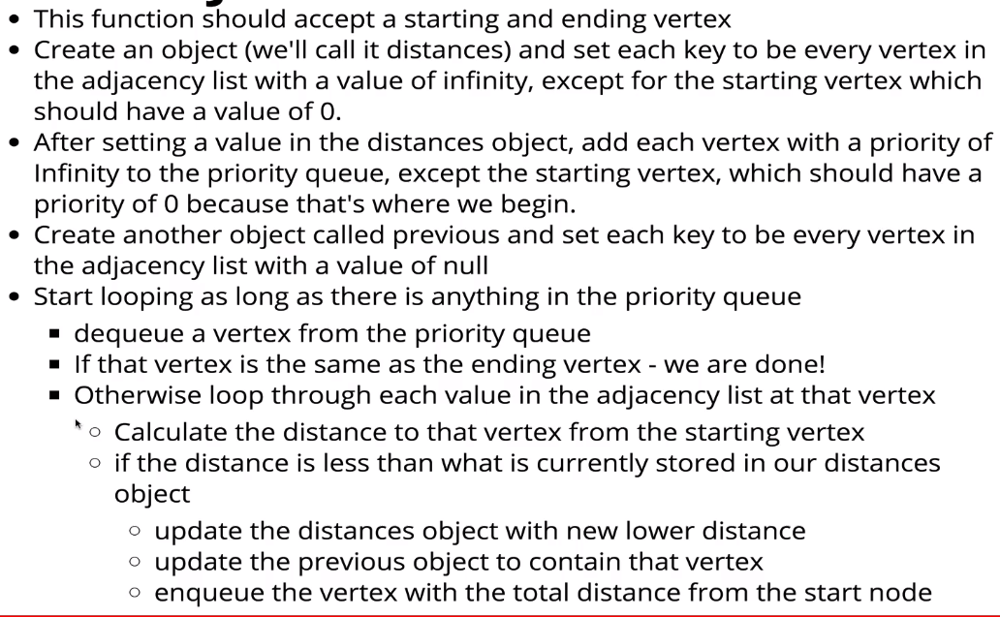 This function should accept a starting and ending vertex
Create an object (we'll call it distances) and set each key to be every vertex in
the adjacency list with a value of infinity, except for the starting vertex which
should have a value of 0.
After setting a value in the distances object, add each vertex with a priority of
Infinity to the priority queue, except the starting vertex, which should have a
priority of 0 because that's where we begin.
Create another object called previous and set each key to be every vertex in
the adjacency list with a value of null
Start looping as long as there is anything in the priority queue
dequeue a vertex from the priority queue
If that vertex is the same as the ending vertex - we are done!
Otherwise loop through each value in the adjacency list at that vertex
Calculate the distance to that vertex from the starting vertex
if the distance is less than what is currently stored in our distances
object
update the distances object with new lower distance
update the previous object to contain that vertex
enqueue the vertex with the total distance from the start node